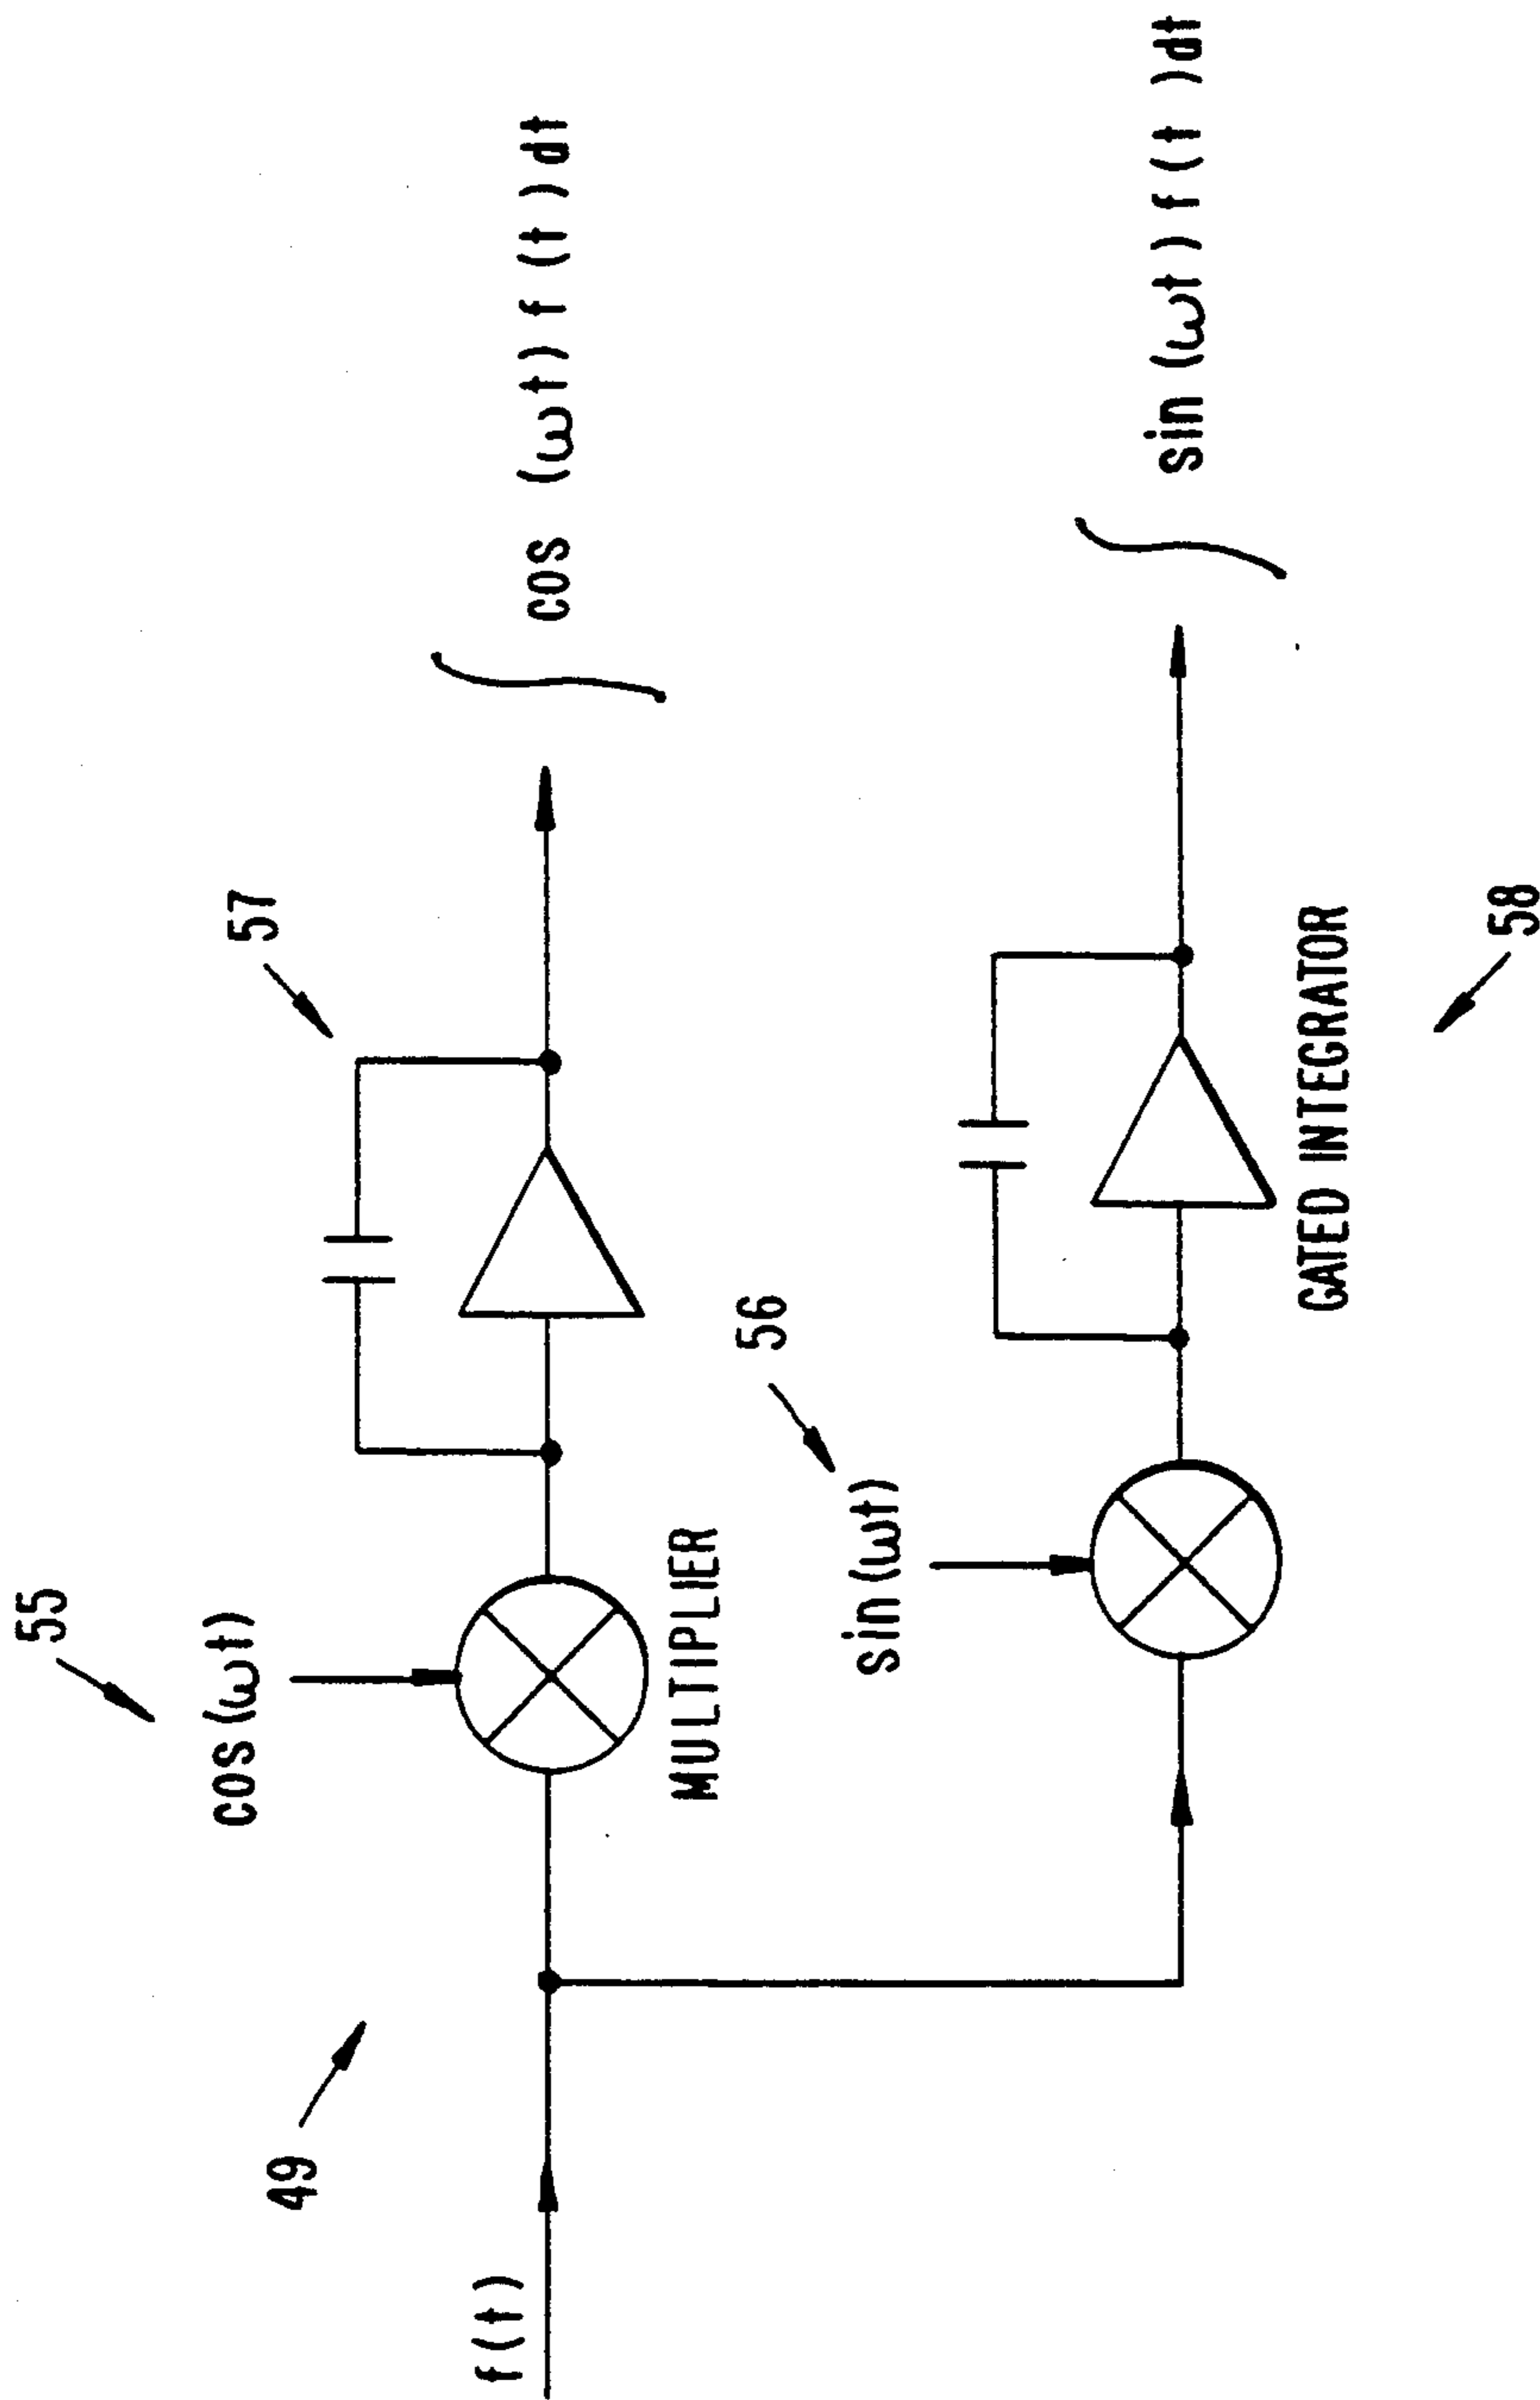 55
57
cos(ωt)
∫ cos (ωt) f (t) dt
49
f(t)
MULTIPLIER
56
sin(ωt)
∫ sin (ωt) f (t) dt
GATED INTEGRATOR
58